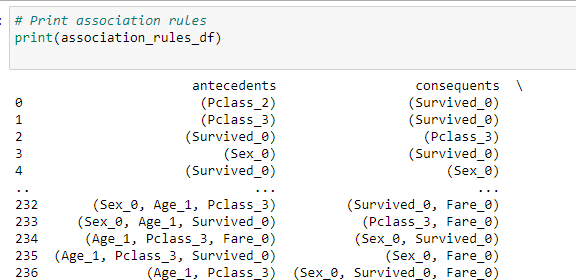 :
# Print association rules
print(association_rules_df)
antecedents consequents \
0 (Pclass_2) (Survived_0)
1 (Pclass_3) (Survived_0)
2 (Survived_0) (Pclass_3)
3 (Sex_0) (Survived_0)
4 (Survived_0) (Sex_0)
.. ... ...
232 (Sex_0, Age_1, Pclass_3) (Survived_0, Fare_0)
233 (Sex_0, Age_1, Survived_0) (Pclass_3, Fare_0)
234 (Age_1, Pclass_3, Fare_0) (Sex_0, Survived_0)
235 (Age_1, Pclass_3, Survived_0) (Sex_0, Fare_0)
236 (Age_1, Pclass_3) (Sex_0, Survived_0, Fare_0)